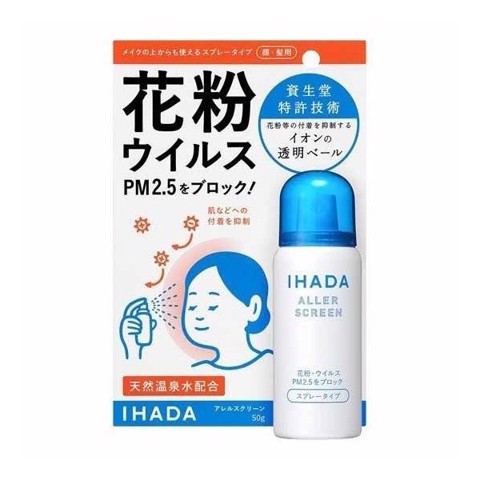 メイクの上からも使えるスプレータイプ
顔・髪用
花粉
ウイルス
PM2.5をブロック!
資生堂
特許技術
花粉等の付着を抑制する
イオンの
透明ベール
肌などへの
付着を抑制
天然温泉水配合
IHADA
アレルスクリーン
50g
IHADA
ALLER
SCREEN
花粉・ウイルス
PM2.5をブロック
スプレータイプ